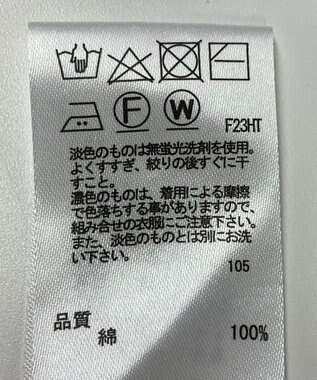 F
W
F23HT
淡色のものは無蛍光洗剤を使用。
よくすすぎ、絞りの後すぐに干
すこと。
濃色のものは、着用による摩擦
で色落ちする事がありますので、
組み合せの衣服にご注意下さい。
また、淡色のものとは別にお洗
い下さい。
105
品質
綿 100%